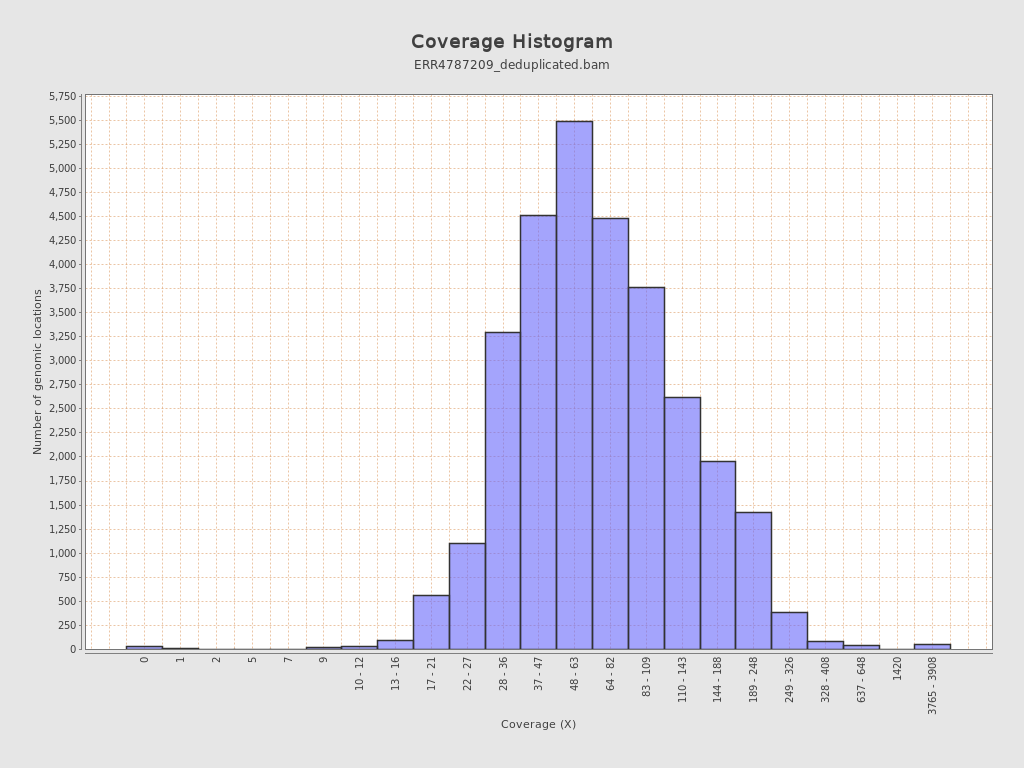 Coverage Histogram
ERR4787209_deduplicated.bam
Number of genomic locations
5,750
5,500
5,250
5,000
4,750
4,500
4,250
4,000
3,750
3,500
3,250
3,000
2,750
2,500
2,250
2,000
1,750
1,500
1,250
1,000
750
500
250
0
0
1
2
5
7
9
10 - 12
13 - 16
17 - 21
22 - 27
28 - 36
37 - 47
48 - 63
64 - 82
83 - 109
110 - 143
144 - 188
189 - 248
249 - 326
328 - 408
637 - 648
1420
3765 - 3908
Coverage (X)